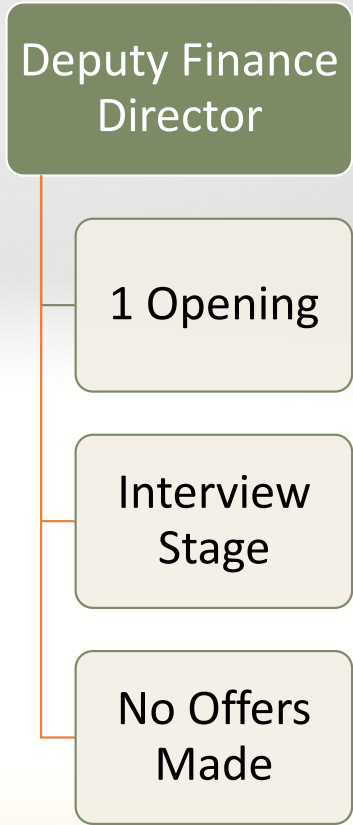 Deputy Finance
Director
1 Opening
Interview
Stage
No Offers
Made